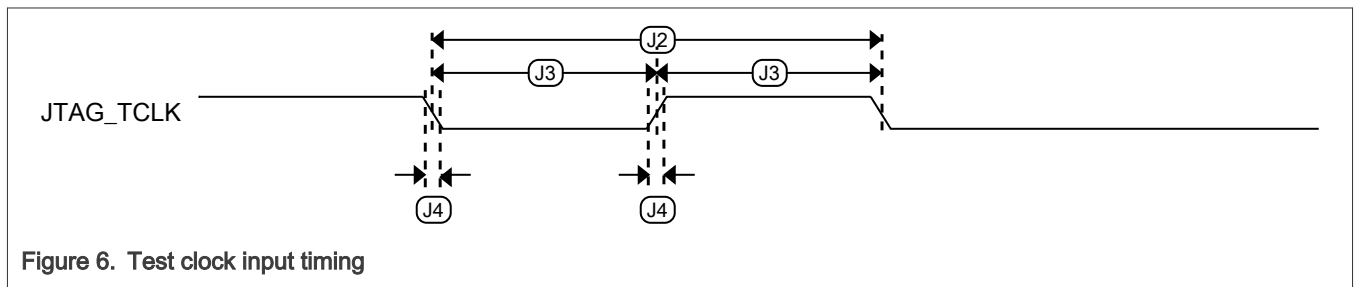 J2
J3 J3
JTAG_TCLK
J4 J4
Figure 6. Test clock input timing